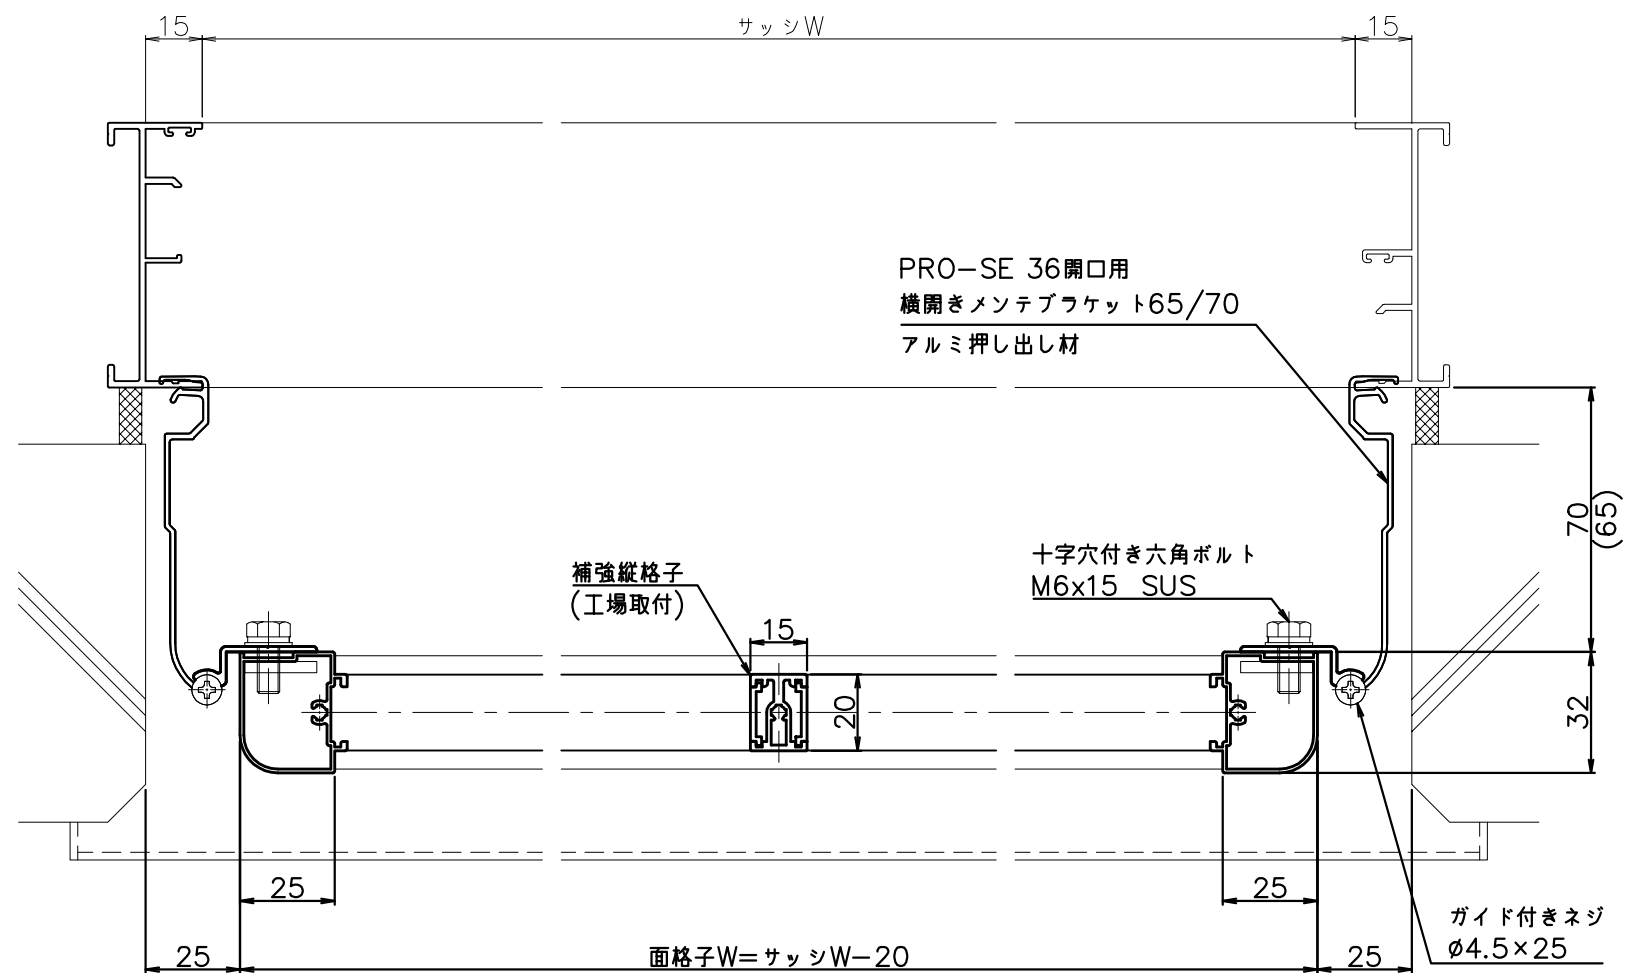 15
サッシW
15
PRO-SE 36開口用
横開きメンテブラケット65/70
アルミ押し出し材
70
(65)
十字穴付き六角ボルト
M6x15 SUS
補強縦格子
(工場取付)
15
20
32
25
25
ガイド付きネジ
ø4.5×25
25
面格子W=サッシW-20
25